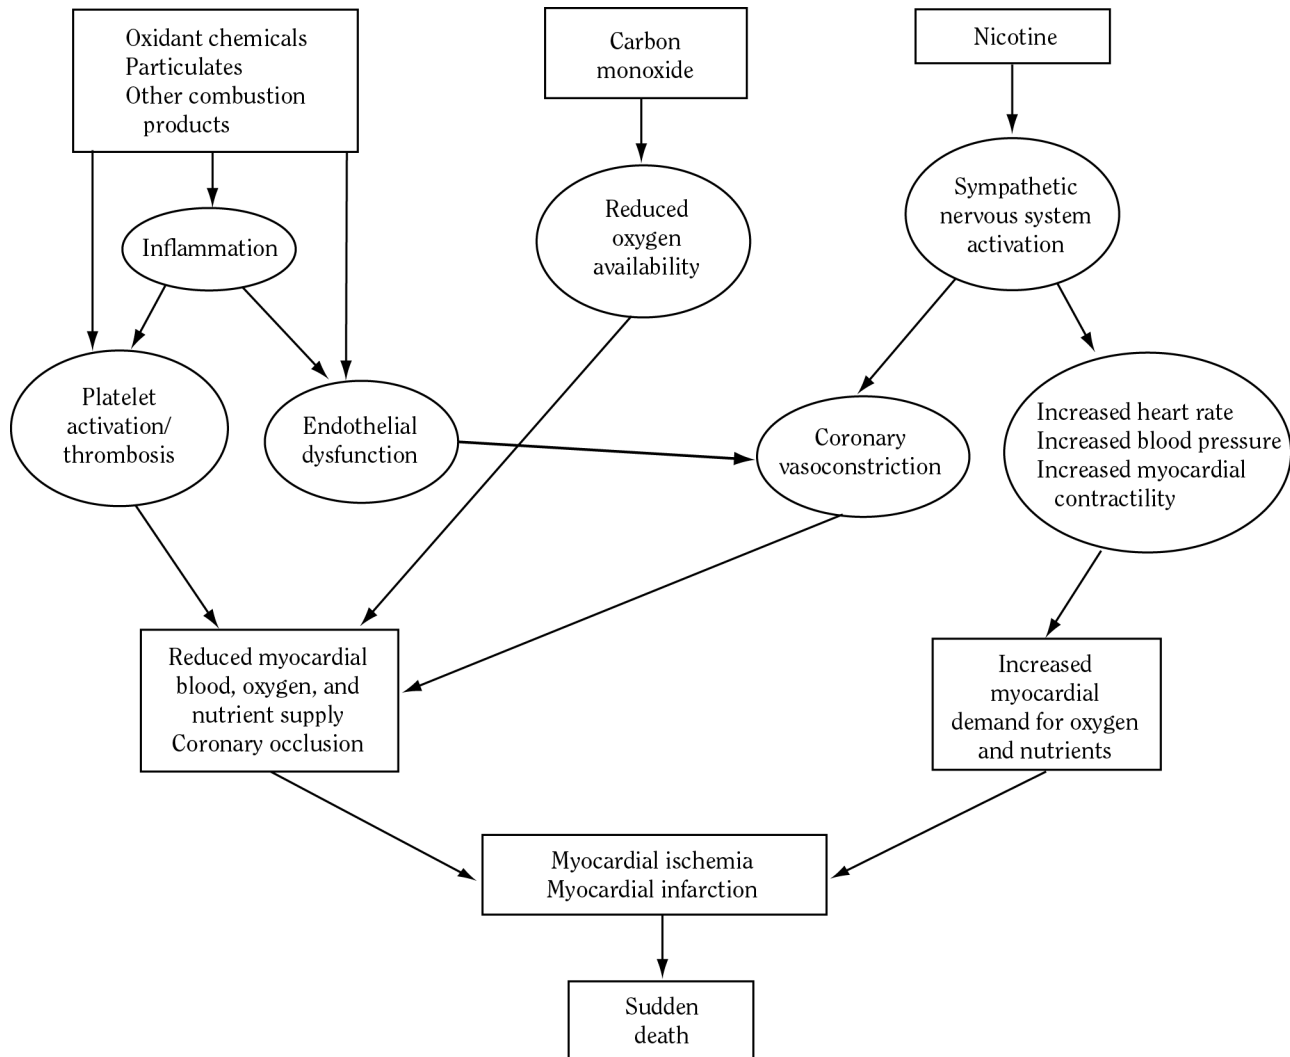 Oxidant chemicals
Particulates
Other combustion
products
Carbon
monoxide
Nicotine
Inflammation
Reduced
oxygen
availability
Sympathetic
nervous system
activation
Platelet
activation/
thrombosis
Endothelial
dysfunction
Coronary
vasoconstriction
Increased heart rate
Increased blood pressure
Increased myocardial
contractility
Reduced myocardial
blood, oxygen, and
nutrient supply
Coronary occlusion
Increased
myocardial
demand for oxygen
and nutrients
Myocardial ischemia
Myocardial infarction
Sudden
death